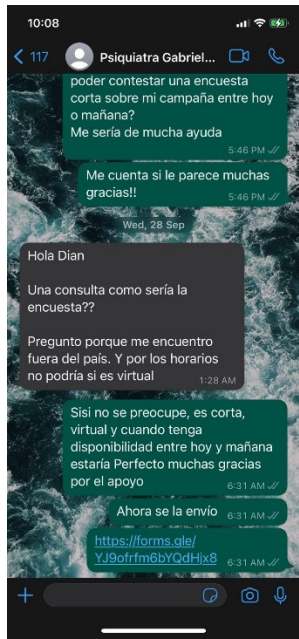 10:08
117
Psiquiatra Gabriel...
poder contestar una encuesta
corta sobre mi campaña entre hoy
o mañana?
Me sería de mucha ayuda
5:46 PM
Me cuenta si le parece muchas
gracias!!
5:46 PM
Wed, 28 Sep
Hola Dian
Una consulta como sería la
encuesta??
Pregunto porque me encuentro
fuera del país. Y por los horarios
no podría si es virtual
1:28 AM
Sisi no se preocupe, es corta,
virtual y cuando tenga
disponibilidad entre hoy y mañana
estaría Perfecto muchas gracias
por el apoyo
6:31 AM
Ahora se la envío
6:31 AM
https://forms.gle/
YJ9ofrfm6bYQdHjx8
6:31 AM